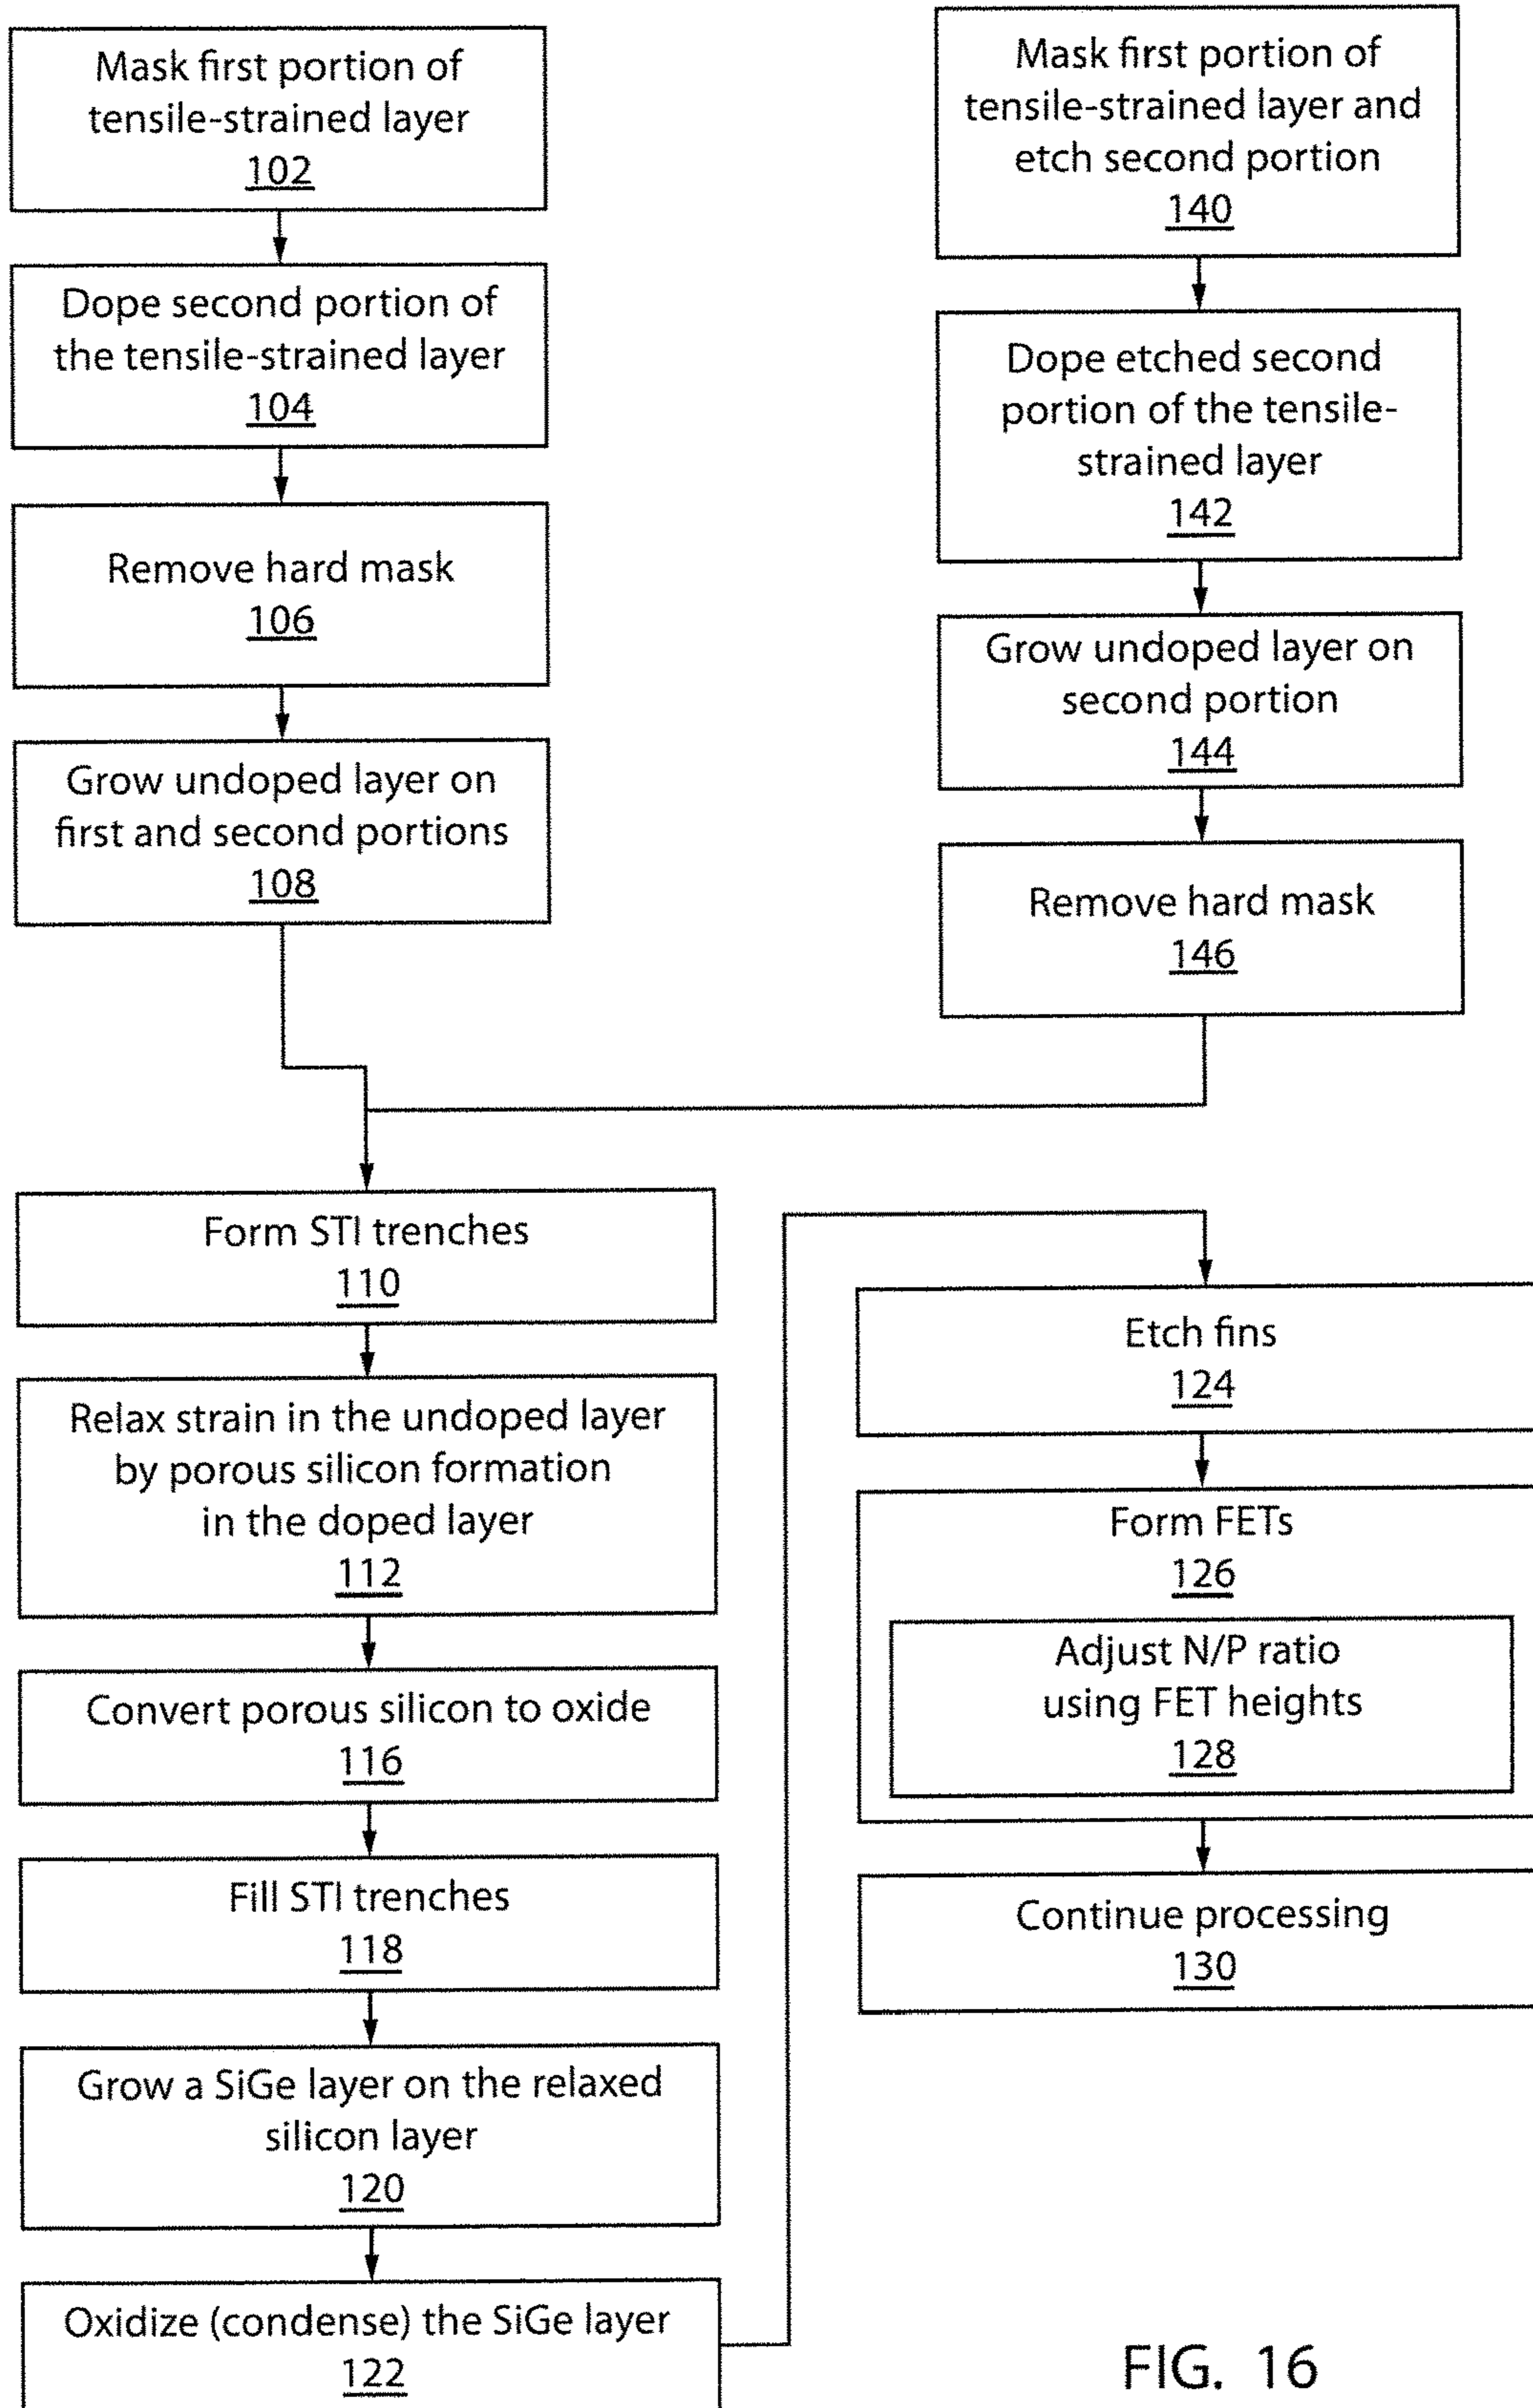 Mask first portion of
tensile-strained layer
102
Dope second portion of
the tensile-strained layer
104
Remove hard mask
106
Grow undoped layer on
first and second portions
108
Mask first portion of
tensile-strained layer and
etch second portion
140
Dope etched second
portion of the tensile-
strained layer
142
Grow undoped layer on
second portion
144
Remove hard mask
146
Form STI trenches
110
Relax strain in the undoped layer
by porous silicon formation
in the doped layer
112
Convert porous silicon to oxide
116
Fill STI trenches
118
Grow a SiGe layer on the relaxed
silicon layer
120
Oxidize (condense) the SiGe layer
122
Etch fins
124
Form FETs
126
Adjust N/P ratio
using FET heights
128
Continue processing
130
FIG. 16